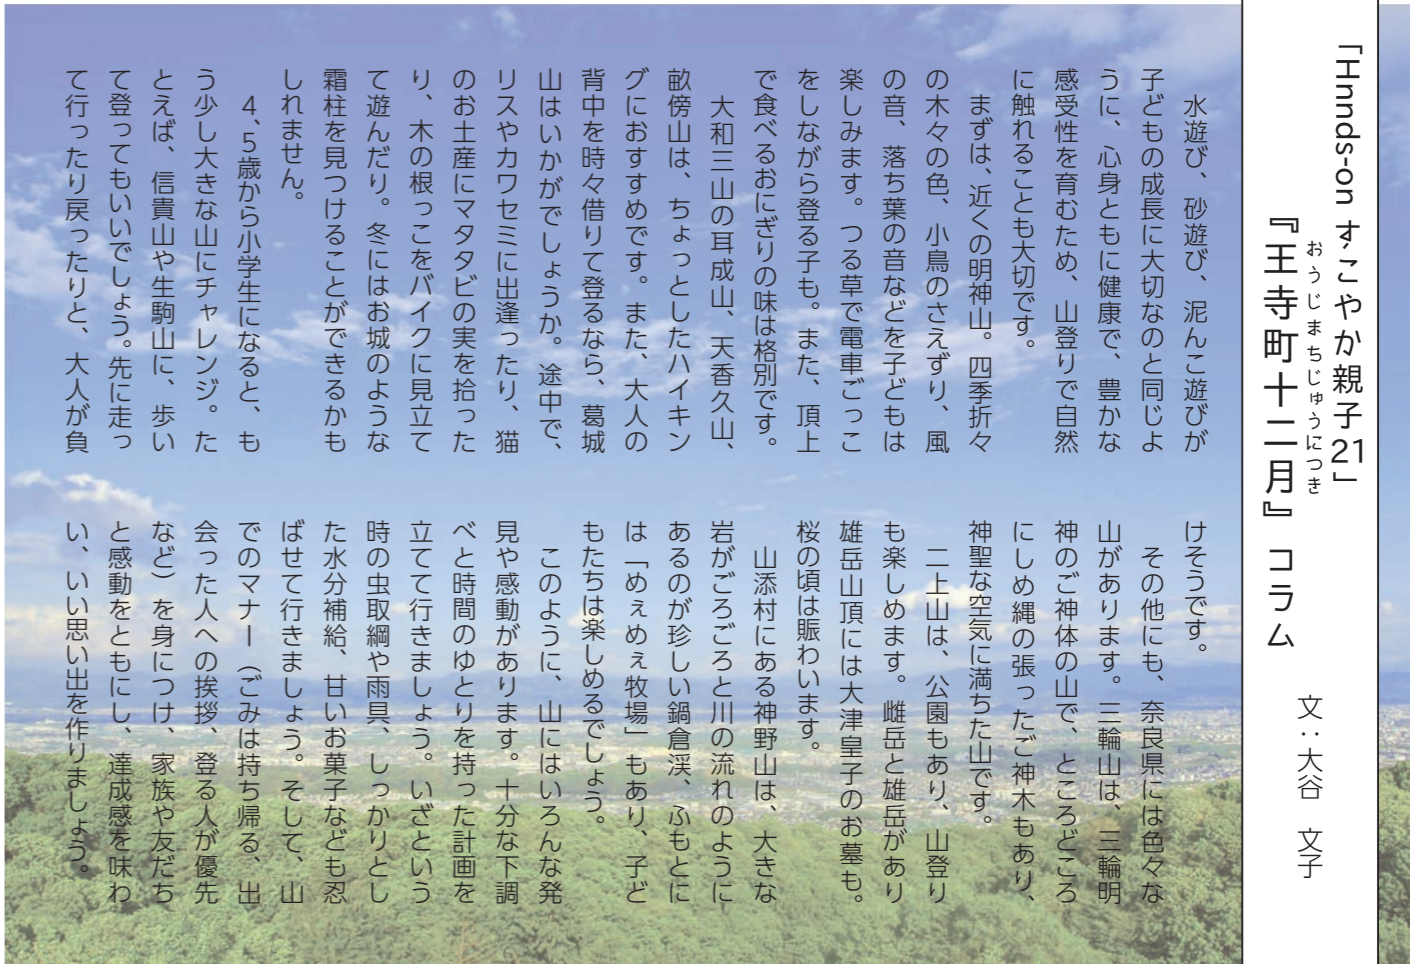 「Hnnds-on すこやか親子21」
おうじまちじゅうにつき
『王寺町十二月』コラム
文：大谷　文子
　水遊び、砂遊び、泥んこ遊びが
子どもの成長に大切なのと同じよ
うに、心身ともに健康で、豊かな
感受性を育むため、山登りで自然
に触れることも大切です。
　まずは、近くの明神山。四季折々
の木々の色、小鳥のさえずり、風
の音、落ち葉の音などを子どもは
楽しみます。つる草で電車ごっこ
をしながら登る子も。また、頂上
で食べるおにぎりの味は格別です。
　大和三山の耳成山、天香久山、
畝傍山は、ちょっとしたハイキン
グにおすすめです。また、大人の
背中を時々借りて登るなら、葛城
山はいかがでしょうか。途中で、
リスやカワセミに出逢ったり、猫
のお土産にマタタビの実を拾った
り、木の根っこをバイクに見立て
て遊んだり。冬にはお城のような
霜柱を見つけることができるかも
しれません。
　4、5歳から小学生になると、も
う少し大きな山にチャレンジ。た
とえば、信貴山や生駒山に、歩い
て登ってもいいでしょう。先に走っ
て行ったり戻ったりと、大人が負
けそうです。
　その他にも、奈良県には色々な
山があります。三輪山は、三輪明
神のご神体の山で、ところどころ
にしめ縄の張ったご神木もあり、
神聖な空気に満ちた山です。
　二上山は、公園もあり、山登り
も楽しめます。雌岳と雄岳があり
雄岳山頂には大津皇子のお墓も。
桜の頃は賑わいます。
　山添村にある神野山は、大きな
岩がごろごろと川の流れのように
あるのが珍しい鍋倉渓、ふもとに
は「めぇめぇ牧場」もあり、子ど
もたちは楽しめるでしょう。
　このように、山にはいろんな発
見や感動があります。十分な下調
べと時間のゆとりを持った計画を
立てて行きましょう。いざという
時の虫取綱や雨具、しっかりとし
た水分補給、甘いお菓子なども忍
ばせて行きましょう。そして、山
でのマナー（ごみは持ち帰る、出
会った人への挨拶、登る人が優先
など）を身につけ、家族や友だち
と感動をともにし、達成感を味わ
い、いい思い出を作りましょう。